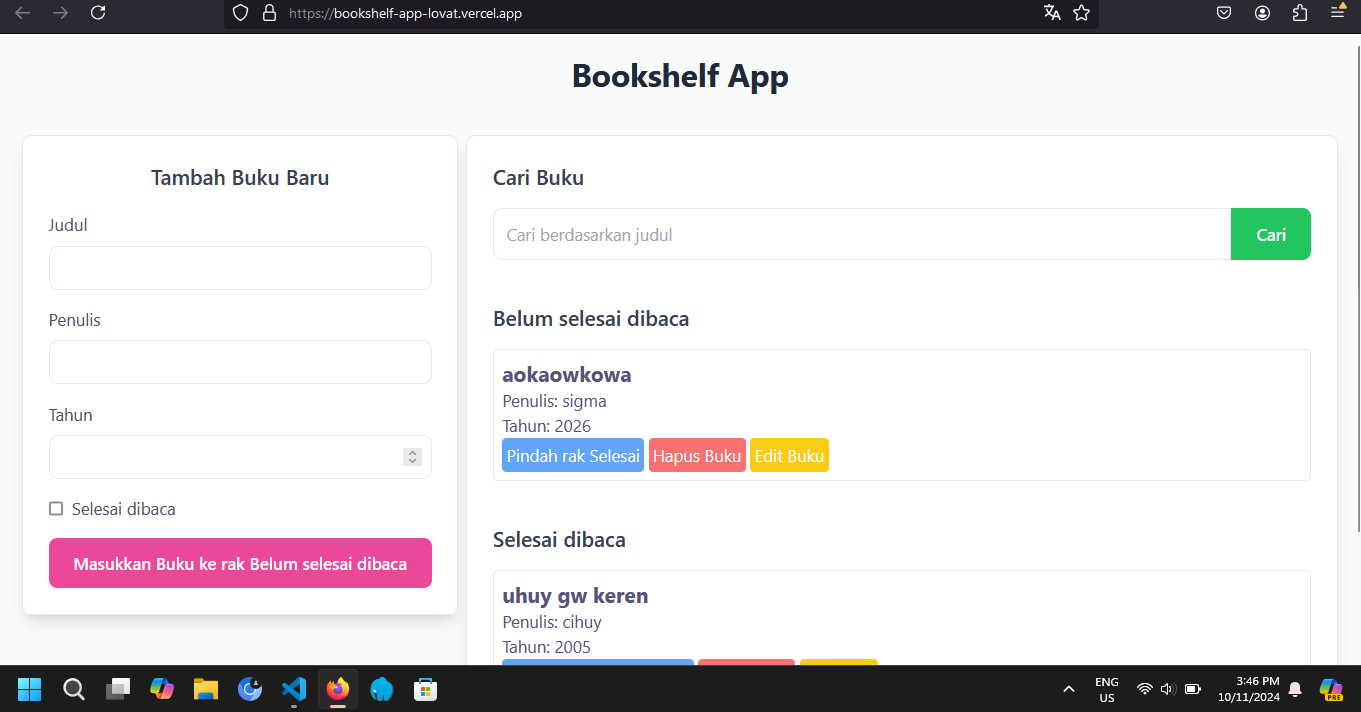 https://bookshelf-app-lovat.vercel.app
Bookshelf App
Tambah Buku Baru
Judul
Penulis
Tahun
Selesai dibaca
Masukkan Buku ke rak Belum selesai dibaca
Cari Buku
Cari berdasarkan judul
Cari
Belum selesai dibaca
aokaowkowa
Penulis: sigma
Tahun: 2026
Pindah rak Selesai Hapus Buku Edit Buku
Selesai dibaca
uhuy gw keren
Penulis: cihuy
Tahun: 2005
ENG
US
3:46 PM
10/11/2024
PRE